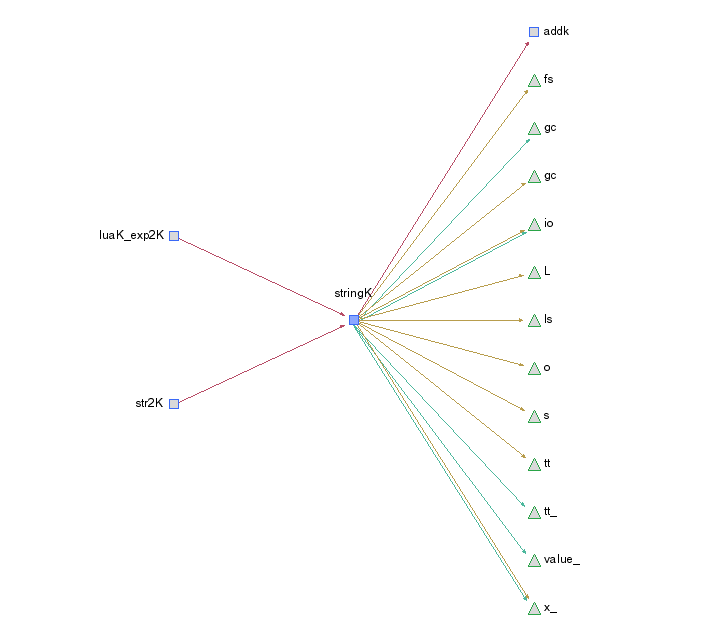 addk
fs
gc
gc
luaK_exp2K
io
L
stringK
ls
o
str2K
s
tt
tt_
value_
x_